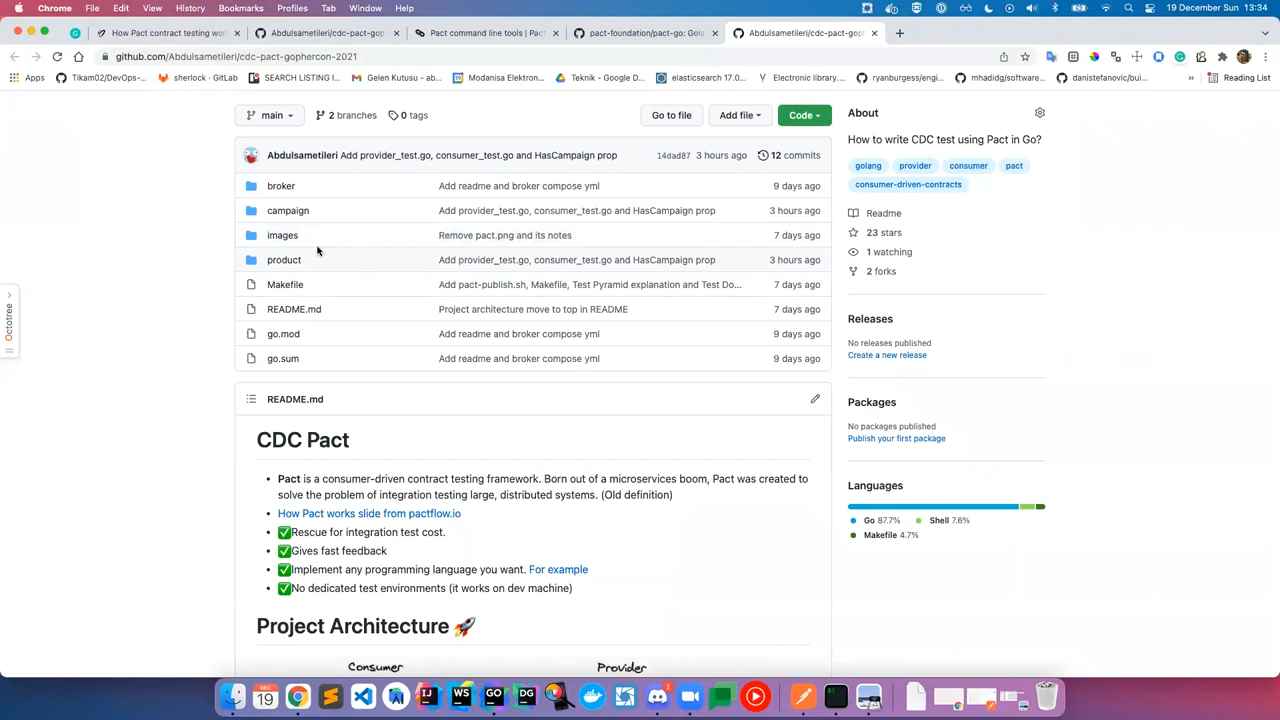 Chrome File Edit View History Bookmarks Profiles Tab Window Help 19 December Sun 13:34
How Pact contract testing wor
Abdulsametileri/cdc-pact-gop
Pact command line tools | Pact
pact-foundation/pact-go: Gola
Abdulsametileri/cdc-pact-gop
github.com/Abdulsametileri/cdc-pact-gophercon-2021
Apps
Tikam02/DevOps-...
sherlock · GitLab
SEARCH LISTING I...
Gelen Kutusu - ab...
Modanisa Elektron...
Teknik - Google D...
elasticsearch 17.0...
Electronic library....
ryanburgess/engi...
mhadidg/software...
danistefanovic/bui...
»
Reading List
main 2 branches 0 tags Go to file Add file Code
Abdulsametileri Add provider_test.go, consumer_test.go and HasCampaign prop 14dad87 3 hours ago 12 commits
broker Add readme and broker compose yml 9 days ago
campaign Add provider_test.go, consumer_test.go and HasCampaign prop 3 hours ago
images Remove pact.png and its notes 7 days ago
product Add provider_test.go, consumer_test.go and HasCampaign prop 3 hours ago
Makefile Add pact-publish.sh, Makefile, Test Pyramid explanation and Test Do... 7 days ago
README.md Project architecture move to top in README 7 days ago
go.mod Add readme and broker compose yml 9 days ago
go.sum Add readme and broker compose yml 9 days ago
README.md
CDC Pact
• Pact is a consumer-driven contract testing framework. Born out of a microservices boom, Pact was created to
solve the problem of integration testing large, distributed systems. (Old definition)
• How Pact works slide from pactflow.io
• ✅Rescue for integration test cost.
• ✅Gives fast feedback
• ✅Implement any programming language you want. For example
• ✅No dedicated test environments (it works on dev machine)
Project Architecture 🚀
Consumer Provider
About
How to write CDC test using Pact in Go?
golang provider consumer pact
consumer-driven-contracts
Readme
23 stars
1 watching
2 forks
Releases
No releases published
Create a new release
Packages
No packages published
Publish your first package
Languages
Go 87.7% Shell 7.6%
Makefile 4.7%
Octotree
DEC
19
IJ
WS
GO
DG
2